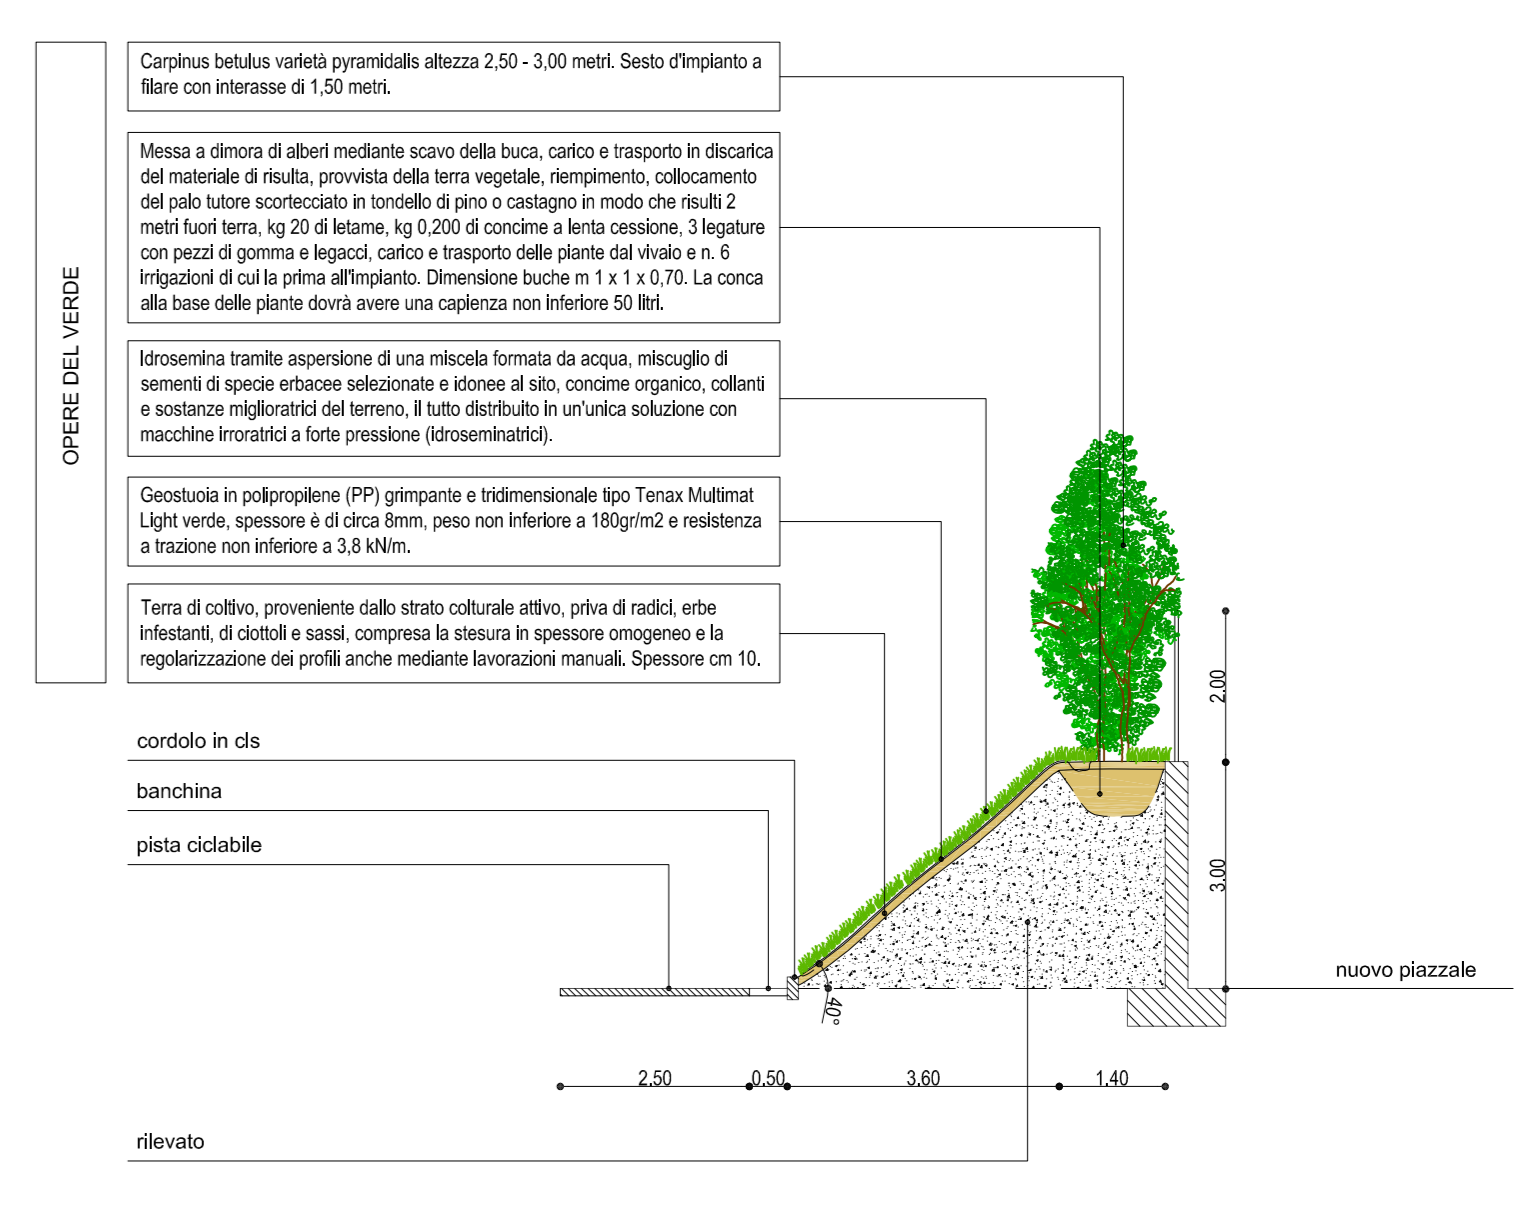 OPERE DEL VERDE
Carpinus betulus varietà pyramidalis altezza 2,50 - 3,00 metri. Sesto d'impianto a
filare con interasse di 1,50 metri.
Messa a dimora di alberi mediante scavo della buca, carico e trasporto in discarica
del materiale di risulta, provvista della terra vegetale, riempimento, collocamento
del palo tutore scortecciato in tondello di pino o castagno in modo che risulti 2
metri fuori terra, kg 20 di letame, kg 0,200 di concime a lenta cessione, 3 legature
con pezzi di gomma e legacci, carico e trasporto delle piante dal vivaio e n. 6
irrigazioni di cui la prima all'impianto. Dimensione buche m 1 x 1 x 0,70. La conca
alla base delle piante dovrà avere una capienza non inferiore 50 litri.
Idrosemina tramite aspersione di una miscela formata da acqua, miscuglio di
sementi di specie erbacee selezionate e idonee al sito, concime organico, collanti
e sostanze miglioratrici del terreno, il tutto distribuito in un'unica soluzione con
macchine irroratrici a forte pressione (idroseminatrici).
Geostuoia in polipropilene (PP) grimpante e tridimensionale tipo Tenax Multimat
Light verde, spessore è di circa 8mm, peso non inferiore a 180gr/m2 e resistenza
a trazione non inferiore a 3,8 kN/m.
Terra di coltivo, proveniente dallo strato colturale attivo, priva di radici, erbe
infestanti, di ciottoli e sassi, compresa la stesura in spessore omogeneo e la
regolarizzazione dei profili anche mediante lavorazioni manuali. Spessore cm 10.
cordolo in cls
banchina
pista ciclabile
2.00
3.00
nuovo piazzale
40°
2.50
0.50
3.60
1.40
rilevato